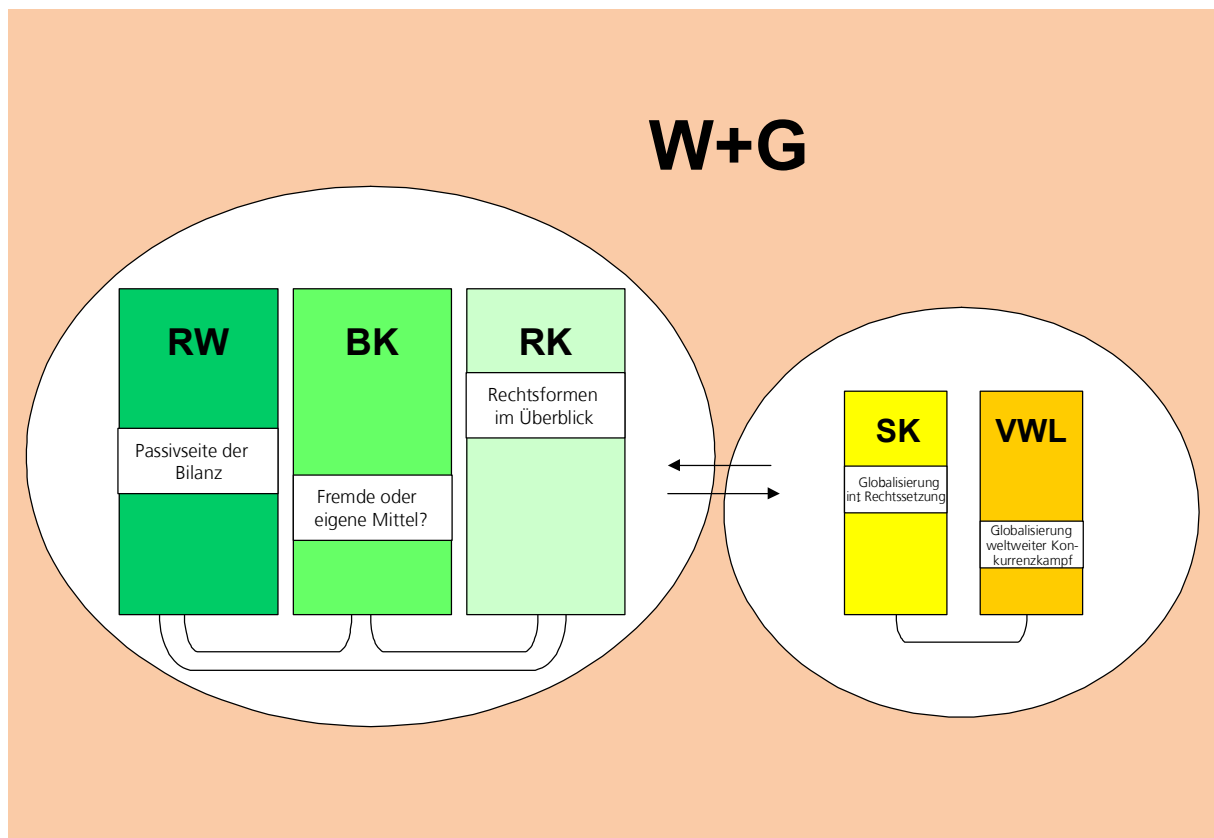 W+G
RW
BK
RK
Rechtsformen
im Überblick
Passivseite der
Bilanz
Fremde oder
eigene Mittel?
SK
VWL
Globalisierung
int‡ Rechtssetzung
Globalisierung
weltweiter Kon-
kurrenzkampf